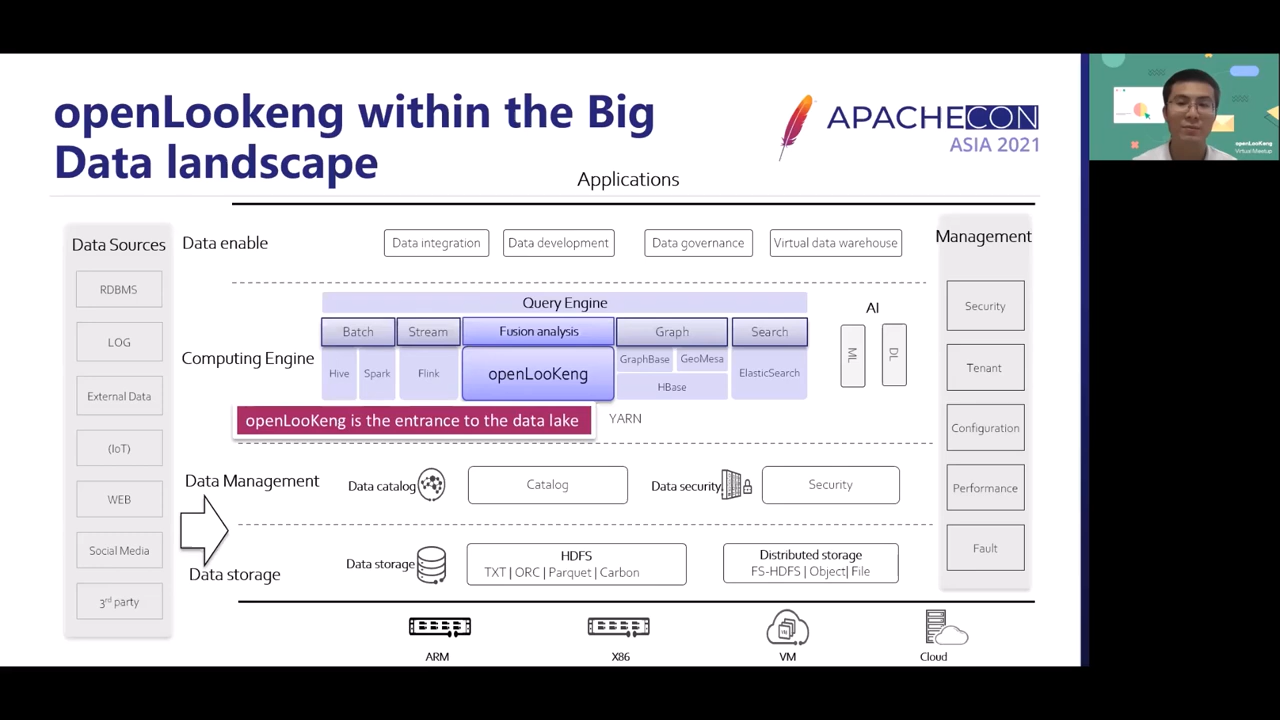 openLookeng within the Big
Data landscape
APACHECON
ASIA 2021
openLooKeng
Virtual Meetup
Applications
Data Sources
RDBMS
LOG
External Data
(IoT)
WEB
Social Media
3rd party
Data enable
Data integration
Data development
Data governance
Virtual data warehouse
Computing Engine
Query Engine
Batch
Stream
Fusion analysis
Graph
Search
Hive
Spark
Flink
openLooKeng
GraphBase
GeoMesa
HBase
ElasticSearch
AI
ML
DL
openLooKeng is the entrance to the data lake
YARN
Data Management
Data catalog
Catalog
Data security
Security
Data storage
Data storage
HDFS
TXT | ORC | Parquet | Carbon
Distributed storage
FS-HDFS | Object| File
Management
Security
Tenant
Configuration
Performance
Fault
ARM
X86
VM
Cloud